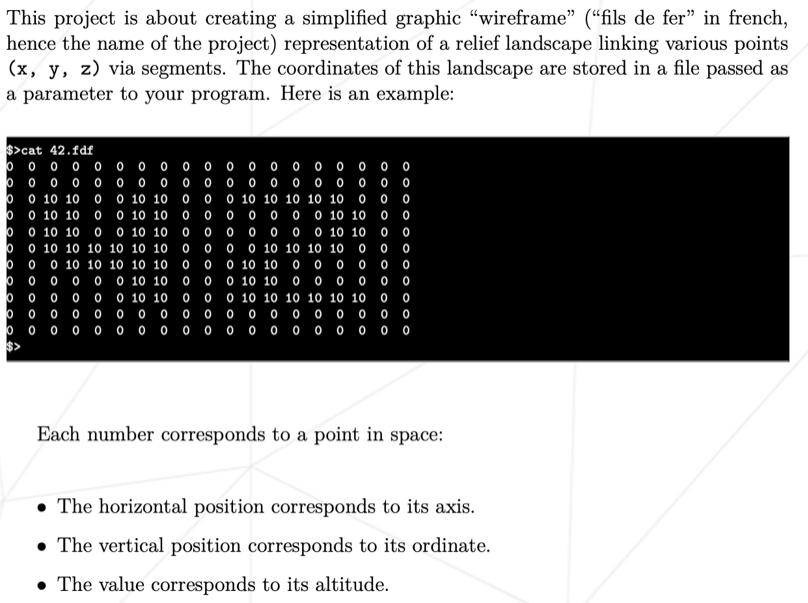 This project is about creating a simplified graphic “wireframe” (“fils de fer” in french,
hence the name of the project) representation of a relief landscape linking various points
(x, y, z) via segments. The coordinates of this landscape are stored in a file passed as
a parameter to your program. Here is an example:
$>cat 42.fdf
0 0 0 0 0 0 0 0 0 0 0 0 0 0 0 0 0 0 0
0 0 0 0 0 0 0 0 0 0 0 0 0 0 0 0 0 0 0
0 0 10 10 0 0 10 10 0 0 0 10 10 10 10 10 0 0 0
0 0 10 10 0 0 10 10 0 0 0 0 0 0 0 10 10 0 0
0 0 10 10 0 0 10 10 0 0 0 0 0 0 0 10 10 0 0
0 0 10 10 10 10 10 10 0 0 0 0 10 10 10 10 0 0 0
0 0 0 10 10 10 10 10 0 0 0 10 10 0 0 0 0 0 0
0 0 0 0 0 0 10 10 0 0 0 10 10 0 0 0 0 0 0
0 0 0 0 0 0 10 10 0 0 0 10 10 10 10 10 10 0 0
0 0 0 0 0 0 0 0 0 0 0 0 0 0 0 0 0 0 0
0 0 0 0 0 0 0 0 0 0 0 0 0 0 0 0 0 0 0
$>
Each number corresponds to a point in space:
• The horizontal position corresponds to its axis.
• The vertical position corresponds to its ordinate.
• The value corresponds to its altitude.